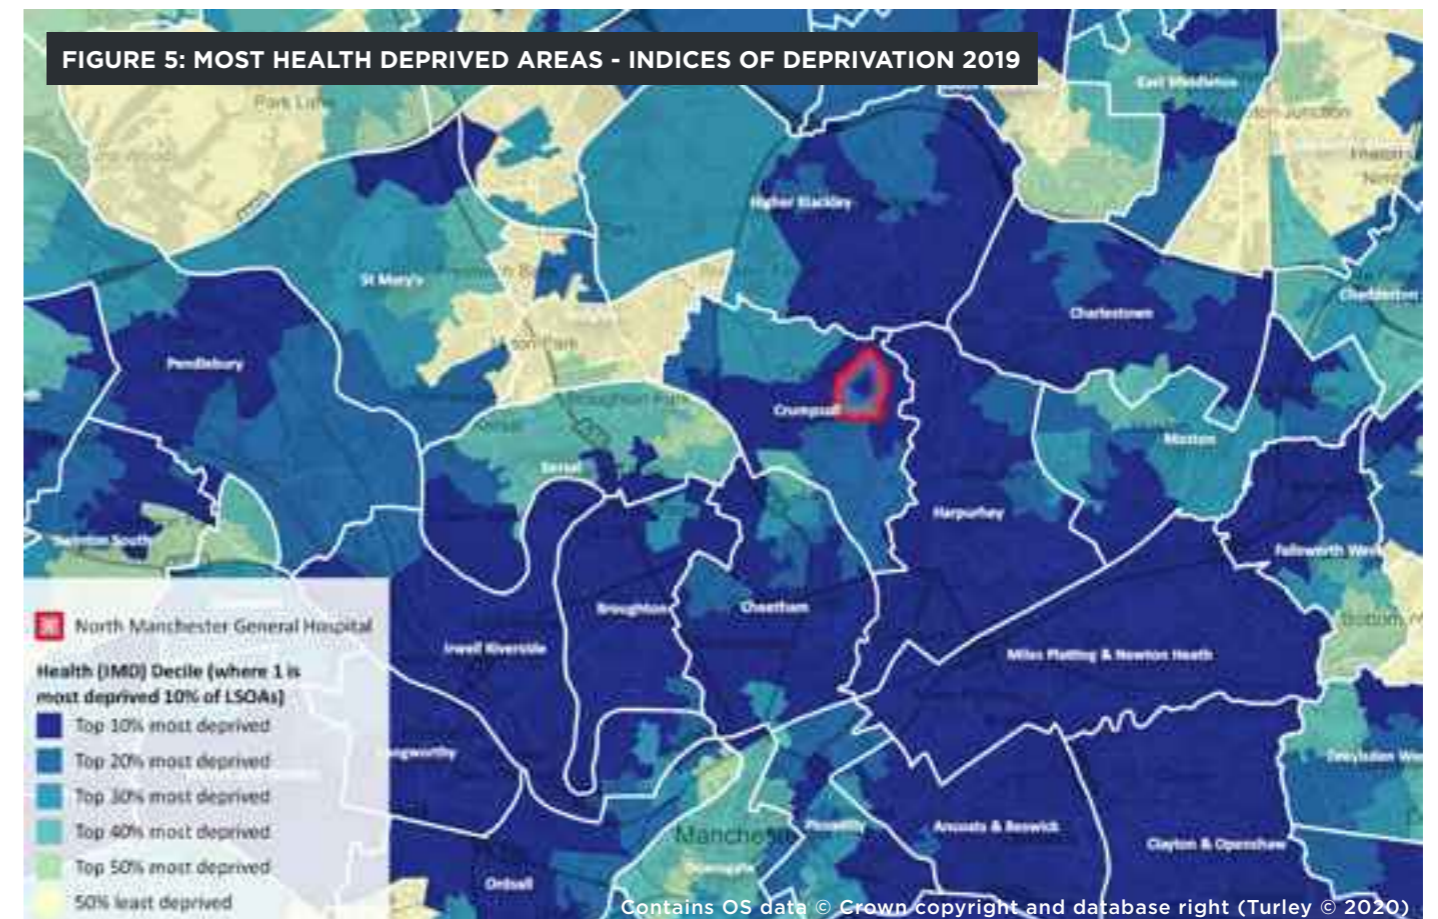 FIGURE 5: MOST HEALTH DEPRIVED AREAS - INDICES OF DEPRIVATION 2019
Park Lane
East Middleton
Higher Blackley
St Mary's
Chadderton
Charlestown
Pendlebury
Crumpsall
Moston
Kersal
Harpurhey
Swinton South
Failsworth West
Broughton
Cheetham
Irwell Riverside
Miles Platting & Newton Heath
Langworthy
Manchester
Piccadilly
Ancoats & Beswick
Clayton & Openshaw
Deansgate
Ordsall
North Manchester General Hospital
Health (IMD) Decile (where 1 is
most deprived 10% of LSOAs)
Top 10% most deprived
Top 20% most deprived
Top 30% most deprived
Top 40% most deprived
Top 50% most deprived
50% least deprived
Contains OS data © Crown copyright and database right (Turley © 2020)